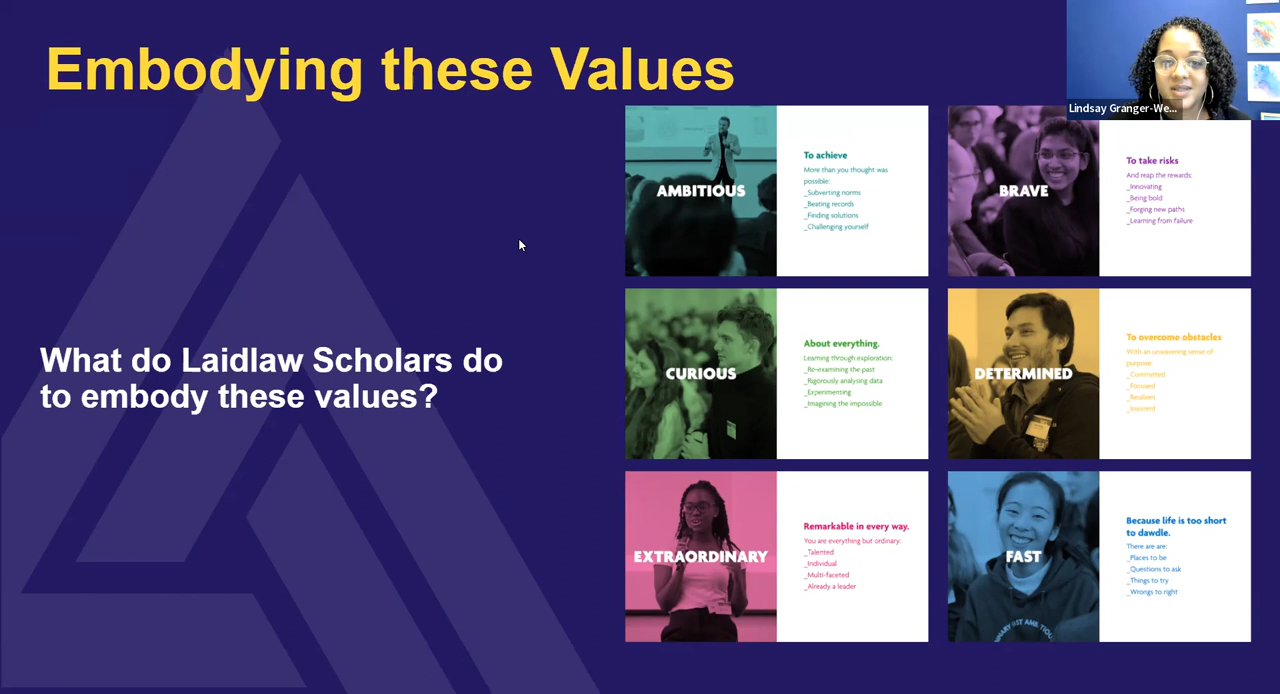 Embodying these Values
Lindsay Granger-We...
What do Laidlaw Scholars do
to embody these values?
AMBITIOUS
To achieve
More than you thought was
possible:
_Subverting norms
_Beating records
_Finding solutions
_Challenging yourself
BRAVE
To take risks
And reap the rewards:
_Innovating
_Being bold
_Forging new paths
_Learning from failure
CURIOUS
About everything.
Learning through exploration:
_Re-examining the past
_Rigorously analysing data
_Experimenting
_Imagining the impossible
DETERMINED
To overcome obstacles
With an unwavering sense of
purpose
_Committed
_Focused
_Resilient
_Insistent
EXTRAORDINARY
Remarkable in every way.
You are everything but ordinary:
_Talented
_Individual
_Multi-faceted
_Already a leader
FAST
Because life is too short
to dawdle.
There are are:
_Places to be
_Questions to ask
_Things to try
_Wrongs to right